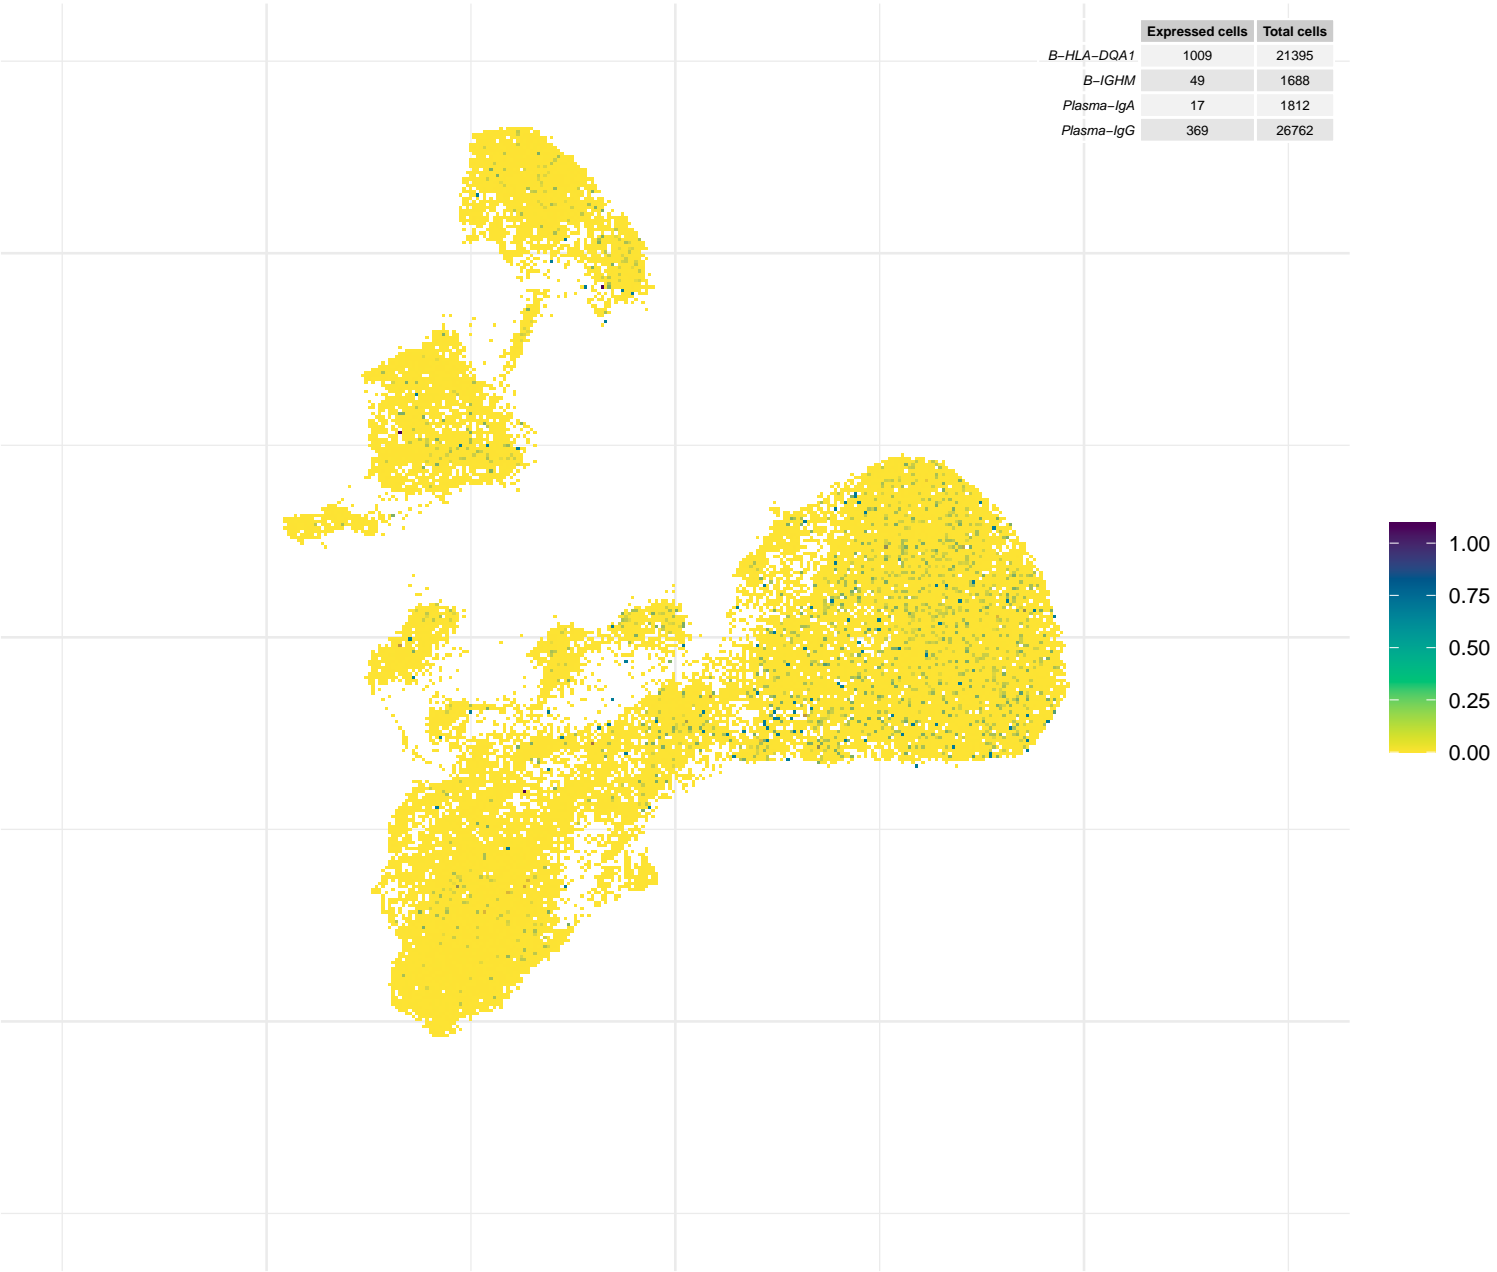 Expressed cells Total cells
B−HLA−DQA1 1009 21395
B−IGHM 49 1688
Plasma−IgA 17 1812
Plasma−IgG 369 26762
1.00
0.75
0.50
0.25
0.00